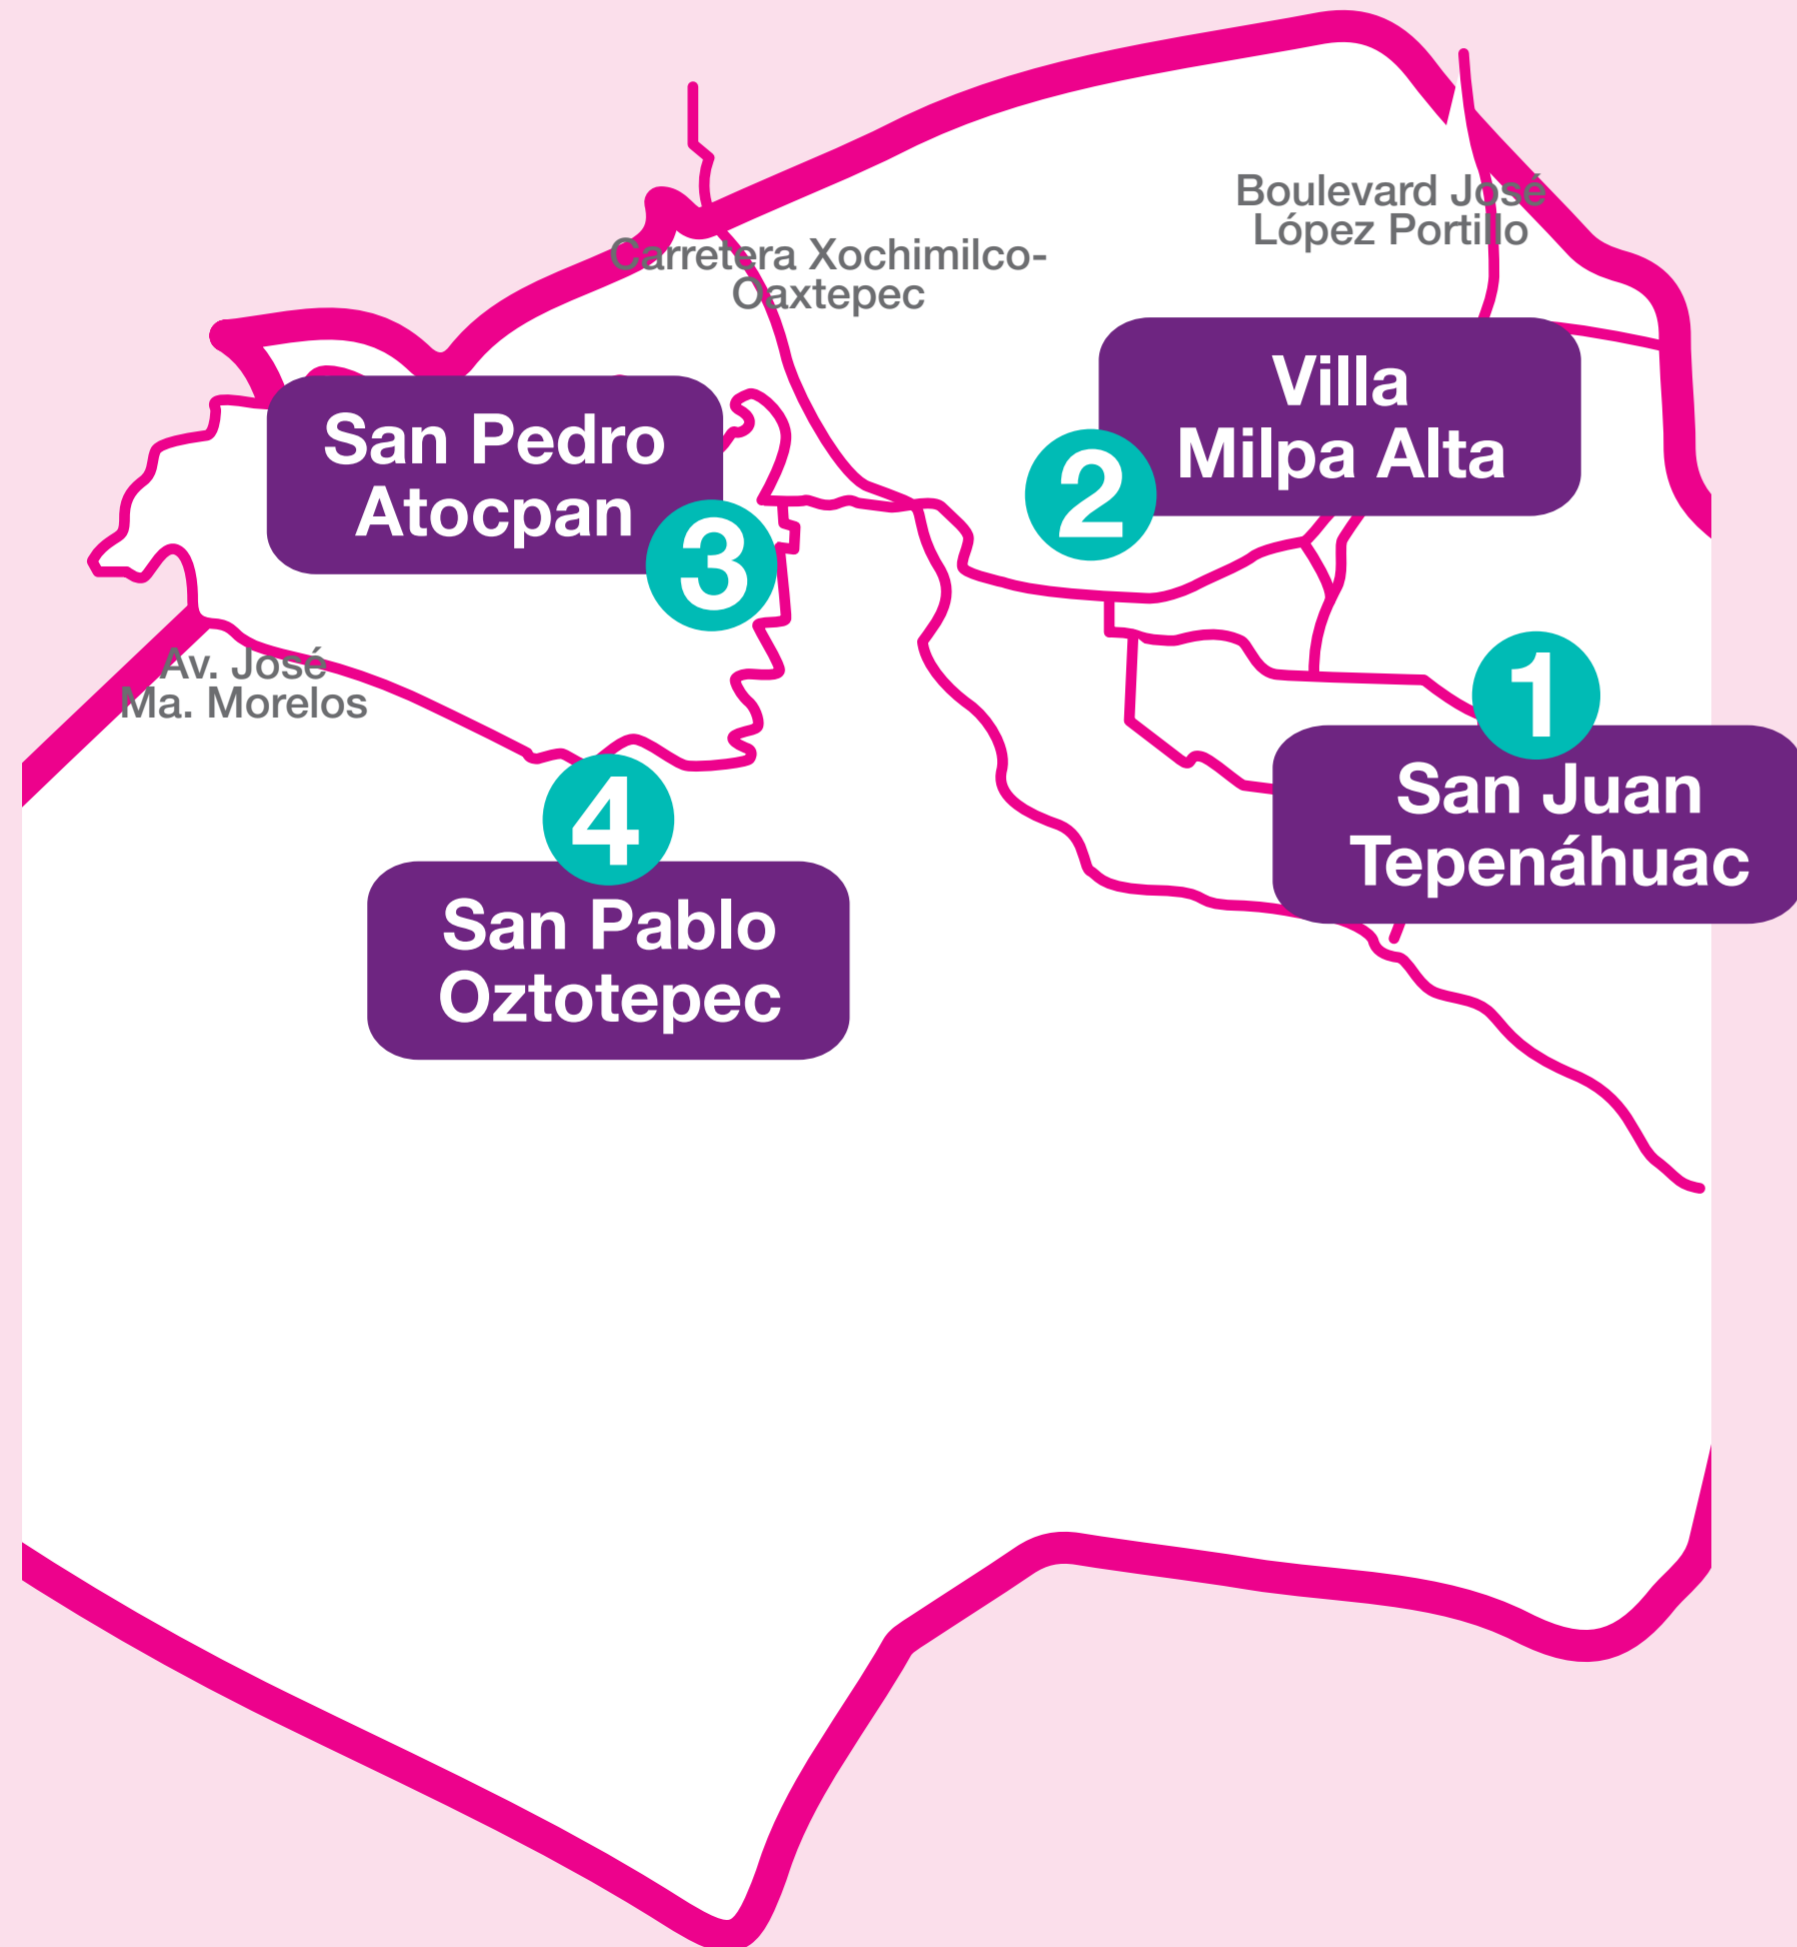 Boulevard José
López Portillo
Carretera Xochimilco-
Oaxtepec
Villa
Milpa Alta
2
San Pedro
Atocpan
3
Av. José
Ma. Morelos
1
San Juan
Tepenáhuac
4
San Pablo
Oztotepec